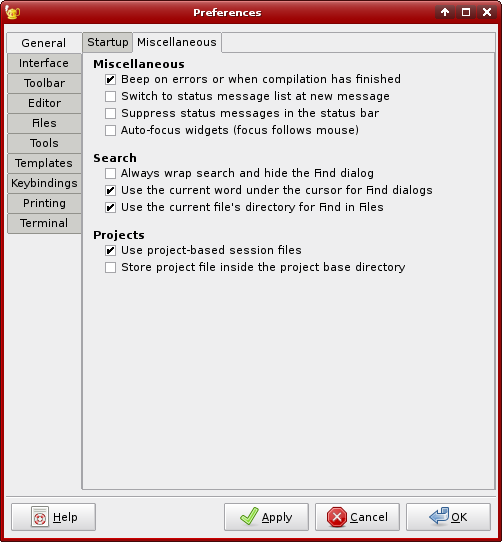 Preferences
General
Interface
Toolbar
Editor
Files
Tools
Templates
Keybindings
Printing
Terminal
Startup Miscellaneous
Miscellaneous
Beep on errors or when compilation has finished
Switch to status message list at new message
Suppress status messages in the status bar
Auto-focus widgets (focus follows mouse)
Search
Always wrap search and hide the Find dialog
Use the current word under the cursor for Find dialogs
Use the current file's directory for Find in Files
Projects
Use project-based session files
Store project file inside the project base directory
Help Apply Cancel OK